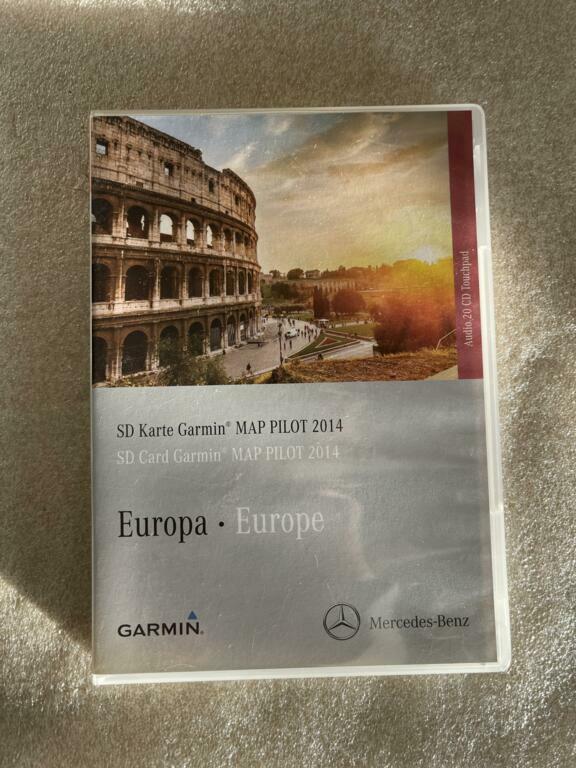 Audio 20 CD Touchpad
SD Karte Garmin® MAP PILOT 2014
SD Card Garmin® MAP PILOT 2014
Europa · Europe
GARMIN®
Mercedes-Benz